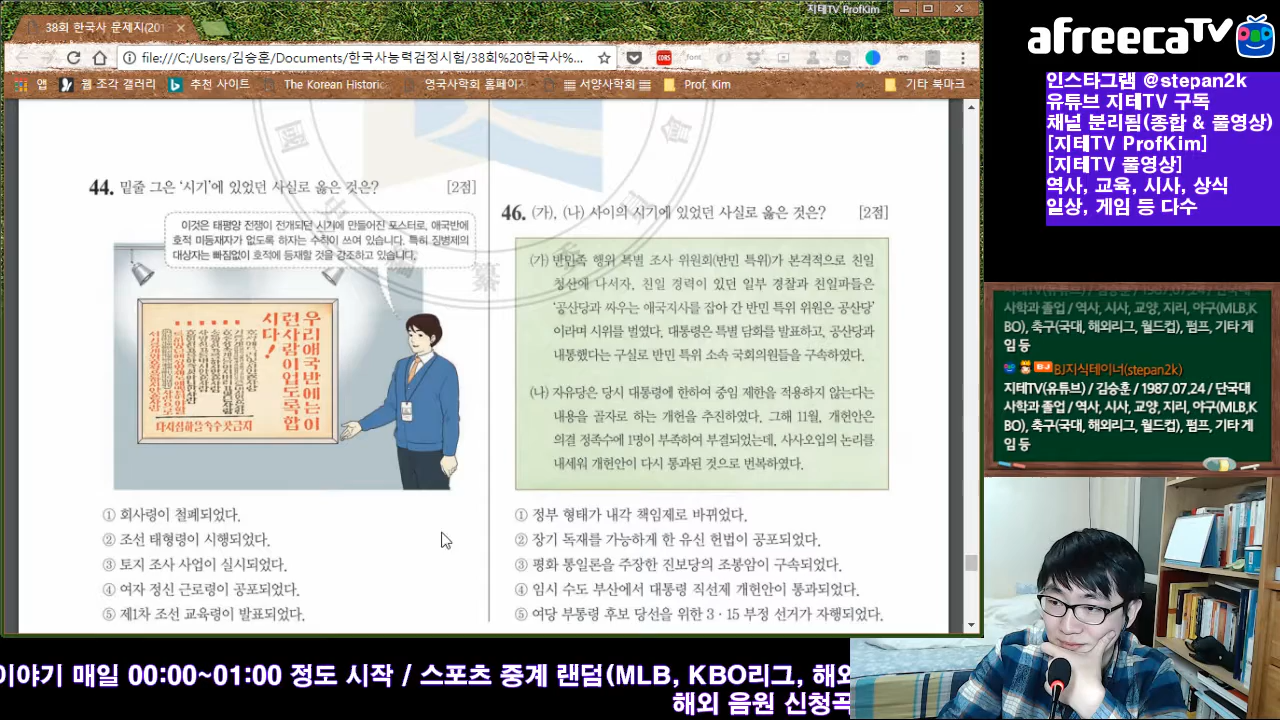 지테TV ProfKim
38회 한국사 문제지(201
file:///C:/Users/김승훈/Documents/한국사능력검정시험/38회%20한국사%...
앱
웹 조각 갤러리
추천 사이트
The Korean Historic
영국사학회 홈페이지
서양사학회
Prof. Kim
기타 북마크
44. 밑줄 그은 ‘시기’에 있었던 사실로 옳은 것은? [2점]
이것은 태평양 전쟁이 전개되던 시기에 만들어진 포스터로, 애국반에
호적 미등재자가 없도록 하자는 수칙이 쓰여 있습니다. 특히 징병제의
대상자는 빠짐없이 호적에 등재할 것을 강조하고 있습니다.
우리애국반에는이
런사람이업도록합
시다!
다시심하을속수곳금지
① 회사령이 철폐되었다.
② 조선 태형령이 시행되었다.
③ 토지 조사 사업이 실시되었다.
④ 여자 정신 근로령이 공포되었다.
⑤ 제1차 조선 교육령이 발표되었다.
46. (가), (나) 사이의 시기에 있었던 사실로 옳은 것은? [2점]
(가) 반민족 행위 특별 조사 위원회(반민 특위)가 본격적으로 친일
청산에 나서자, 친일 경력이 있던 일부 경찰과 친일파들은
‘공산당과 싸우는 애국지사를 잡아 간 반민 특위 위원은 공산당’
이라며 시위를 벌였다. 대통령은 특별 담화를 발표하고, 공산당과
내통했다는 구실로 반민 특위 소속 국회의원들을 구속하였다.
(나) 자유당은 당시 대통령에 한하여 중임 제한을 적용하지 않는다는
내용을 골자로 하는 개헌을 추진하였다. 그해 11월, 개헌안은
의결 정족수에 1명이 부족하여 부결되었는데, 사사오입의 논리를
내세워 개헌안이 다시 통과된 것으로 번복하였다.
① 정부 형태가 내각 책임제로 바뀌었다.
② 장기 독재를 가능하게 한 유신 헌법이 공포되었다.
③ 평화 통일론을 주장한 진보당의 조봉암이 구속되었다.
④ 임시 수도 부산에서 대통령 직선제 개헌안이 통과되었다.
⑤ 여당 부통령 후보 당선을 위한 3·15 부정 선거가 자행되었다.
afreecaTV
인스타그램 @stepan2k
유튜브 지테TV 구독
채널 분리됨(종합 & 풀영상)
[지테TV ProfKim]
[지테TV 풀영상]
역사, 교육, 시사, 상식
일상, 게임 등 다수
지테TV(유튜브) / 김승훈 / 1987.07.24 / 단국대
사학과 졸업 / 역사, 시사, 교양, 지리, 야구(MLB,K
BO), 축구(국대, 해외리그, 월드컵), 펌프, 기타 게
임 등
BJ지식테이너(stepan2k)
지테TV(유튜브) / 김승훈 / 1987.07.24 / 단국대
사학과 졸업 / 역사, 시사, 교양, 지리, 야구(MLB,K
BO), 축구(국대, 해외리그, 월드컵), 펌프, 기타 게
임 등
이야기 매일 00:00~01:00 정도 시작 / 스포츠 중계 랜덤(MLB, KBO리그, 해외
해외 음원 신청곡